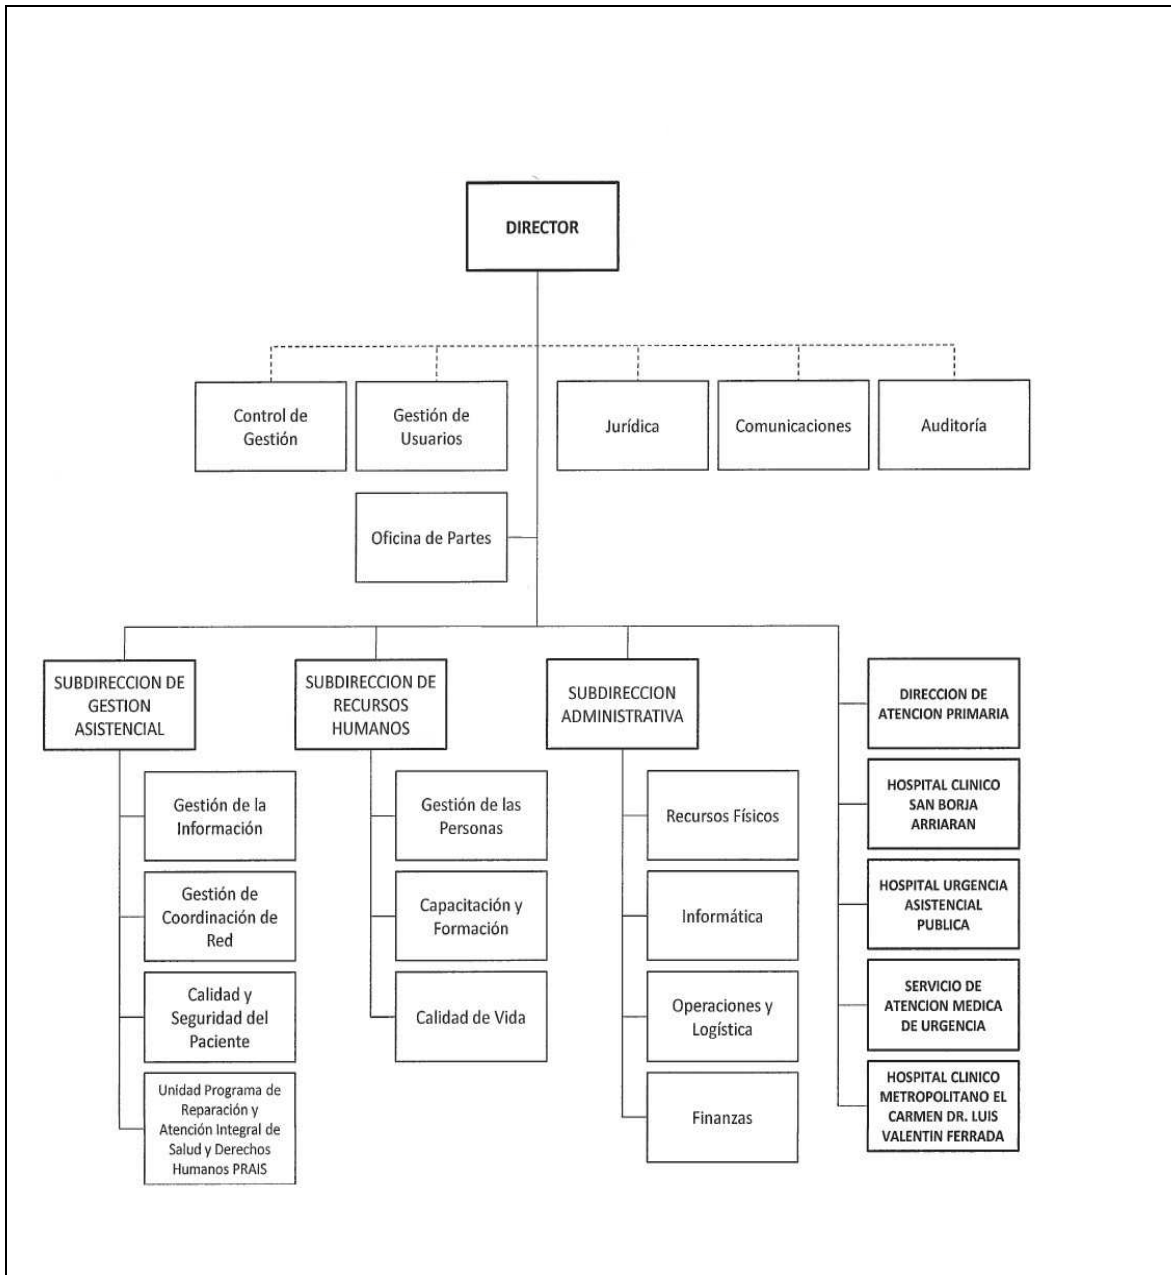 DIRECTOR
Control de
Gestión
Gestión de
Usuarios
Jurídica
Comunicaciones
Auditoría
Oficina de Partes
SUBDIRECCION DE
GESTION
ASISTENCIAL
Gestión de la
Información
Gestión de
Coordinación de
Red
Calidad y
Seguridad del
Paciente
Unidad Programa de
Reparación y
Atención Integral de
Salud y Derechos
Humanos PRAIS
SUBDIRECCION DE
RECURSOS
HUMANOS
Gestión de las
Personas
Capacitación y
Formación
Calidad de Vida
SUBDIRECCION
ADMINISTRATIVA
Recursos Físicos
Informática
Operaciones y
Logística
Finanzas
DIRECCION DE
ATENCION PRIMARIA
HOSPITAL CLINICO
SAN BORJA
ARRIARAN
HOSPITAL URGENCIA
ASISTENCIAL
PUBLICA
SERVICIO DE
ATENCION MEDICA
DE URGENCIA
HOSPITAL CLINICO
METROPOLITANO EL
CARMEN DR. LUIS
VALENTIN FERRADA